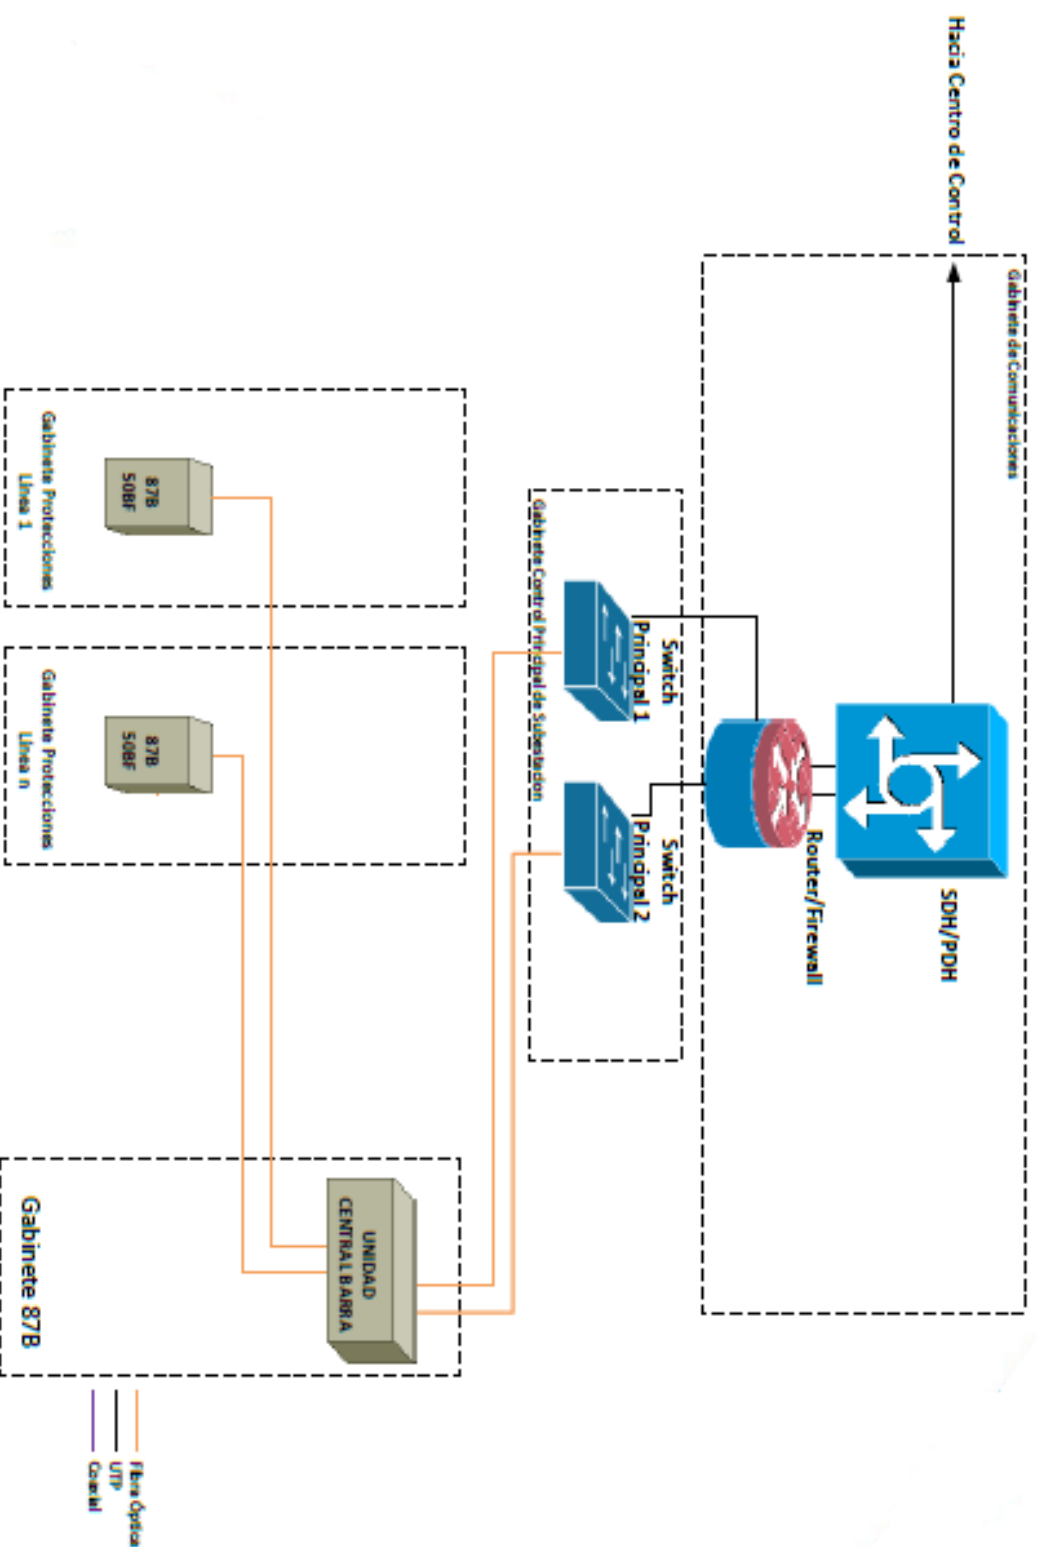 Hacia Centro de Control
Gabinete de Comunicaciones
SDH/PDH
Router/Firewall
Switch
Principal 1
Switch
Principal 2
Gabinete Control Principal de Subestacion
87B
50BF
Gabinete Protecciones
Línea 1
87B
50BF
Gabinete Protecciones
Línea n
UNIDAD
CENTRAL BARRA
Gabinete 87B
Fibra Óptica
UTP
Coaxial